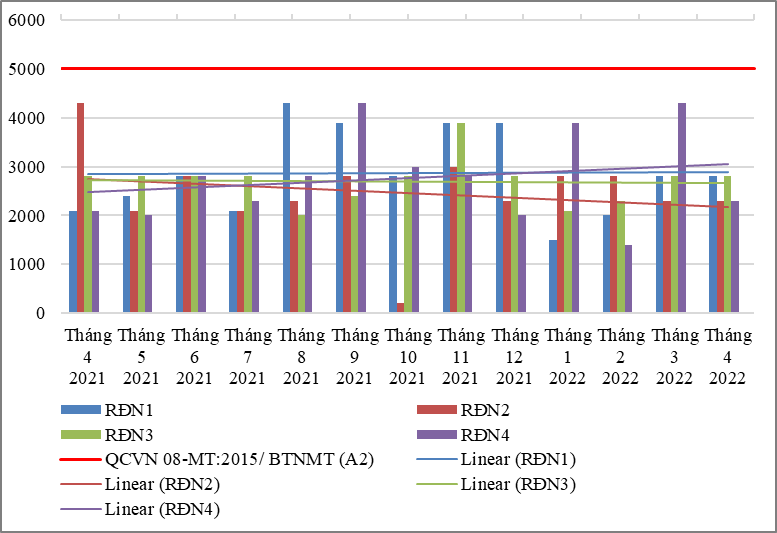 6000
5000
4000
3000
2000
1000
0
Tháng Tháng Tháng Tháng Tháng Tháng Tháng Tháng Tháng Tháng Tháng Tháng Tháng
4 5 6 7 8 9 10 11 12 1 2 3 4
2021 2021 2021 2021 2021 2021 2021 2021 2021 2022 2022 2022 2022
RĐN1 RĐN2
RĐN3 RĐN4
QCVN 08-MT:2015/ BTNMT (A2) Linear (RĐN1)
Linear (RĐN2) Linear (RĐN3)
Linear (RĐN4)